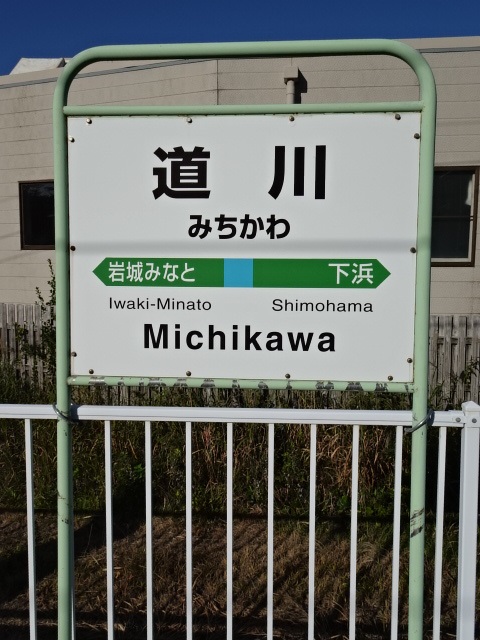 道川
みちかわ
岩城みなと 下浜
Iwaki-Minato Shimohama
Michikawa